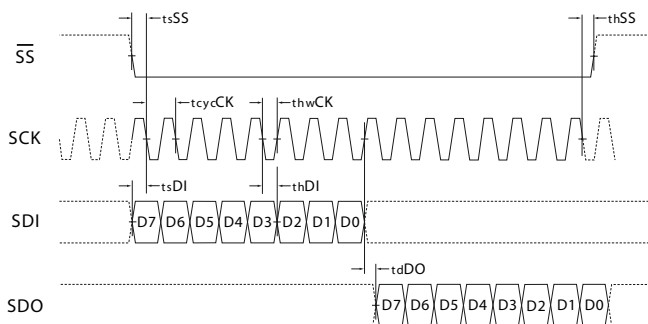 tsSS
thSS
SS
tcycCK
thwCK
SCK
tsDI
thDI
SDI
D7 D6 D5 D4 D3 D2 D1 D0
tdDO
SDO
D7 D6 D5 D4 D3 D2 D1 D0